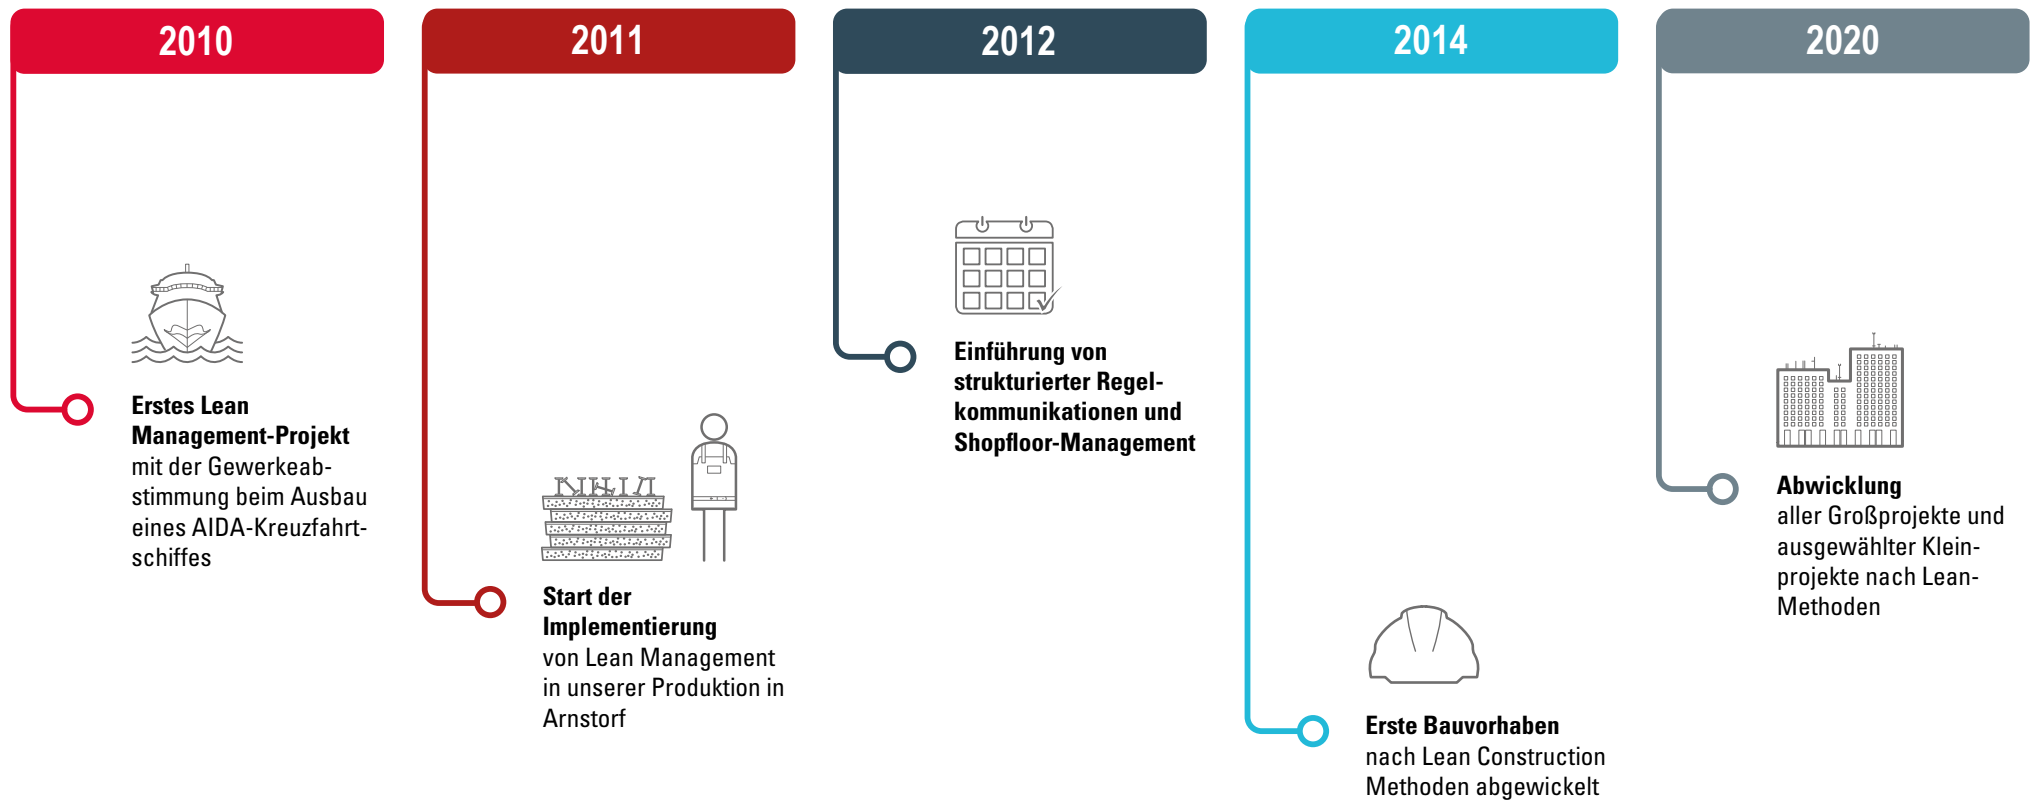 2010
Erstes Lean
Management-Projekt
mit der Gewerkeab-
stimmung beim Ausbau
eines AIDA-Kreuzfahrt-
schiffes
2011
Start der
Implementierung
von Lean Management
in unserer Produktion in
Arnstorf
2012
Einführung von
strukturierter Regel-
kommunikationen und
Shopfloor-Management
2014
Erste Bauvorhaben
nach Lean Construction
Methoden abgewickelt
2020
Abwicklung
aller Großprojekte und
ausgewählter Klein-
projekte nach Lean-
Methoden